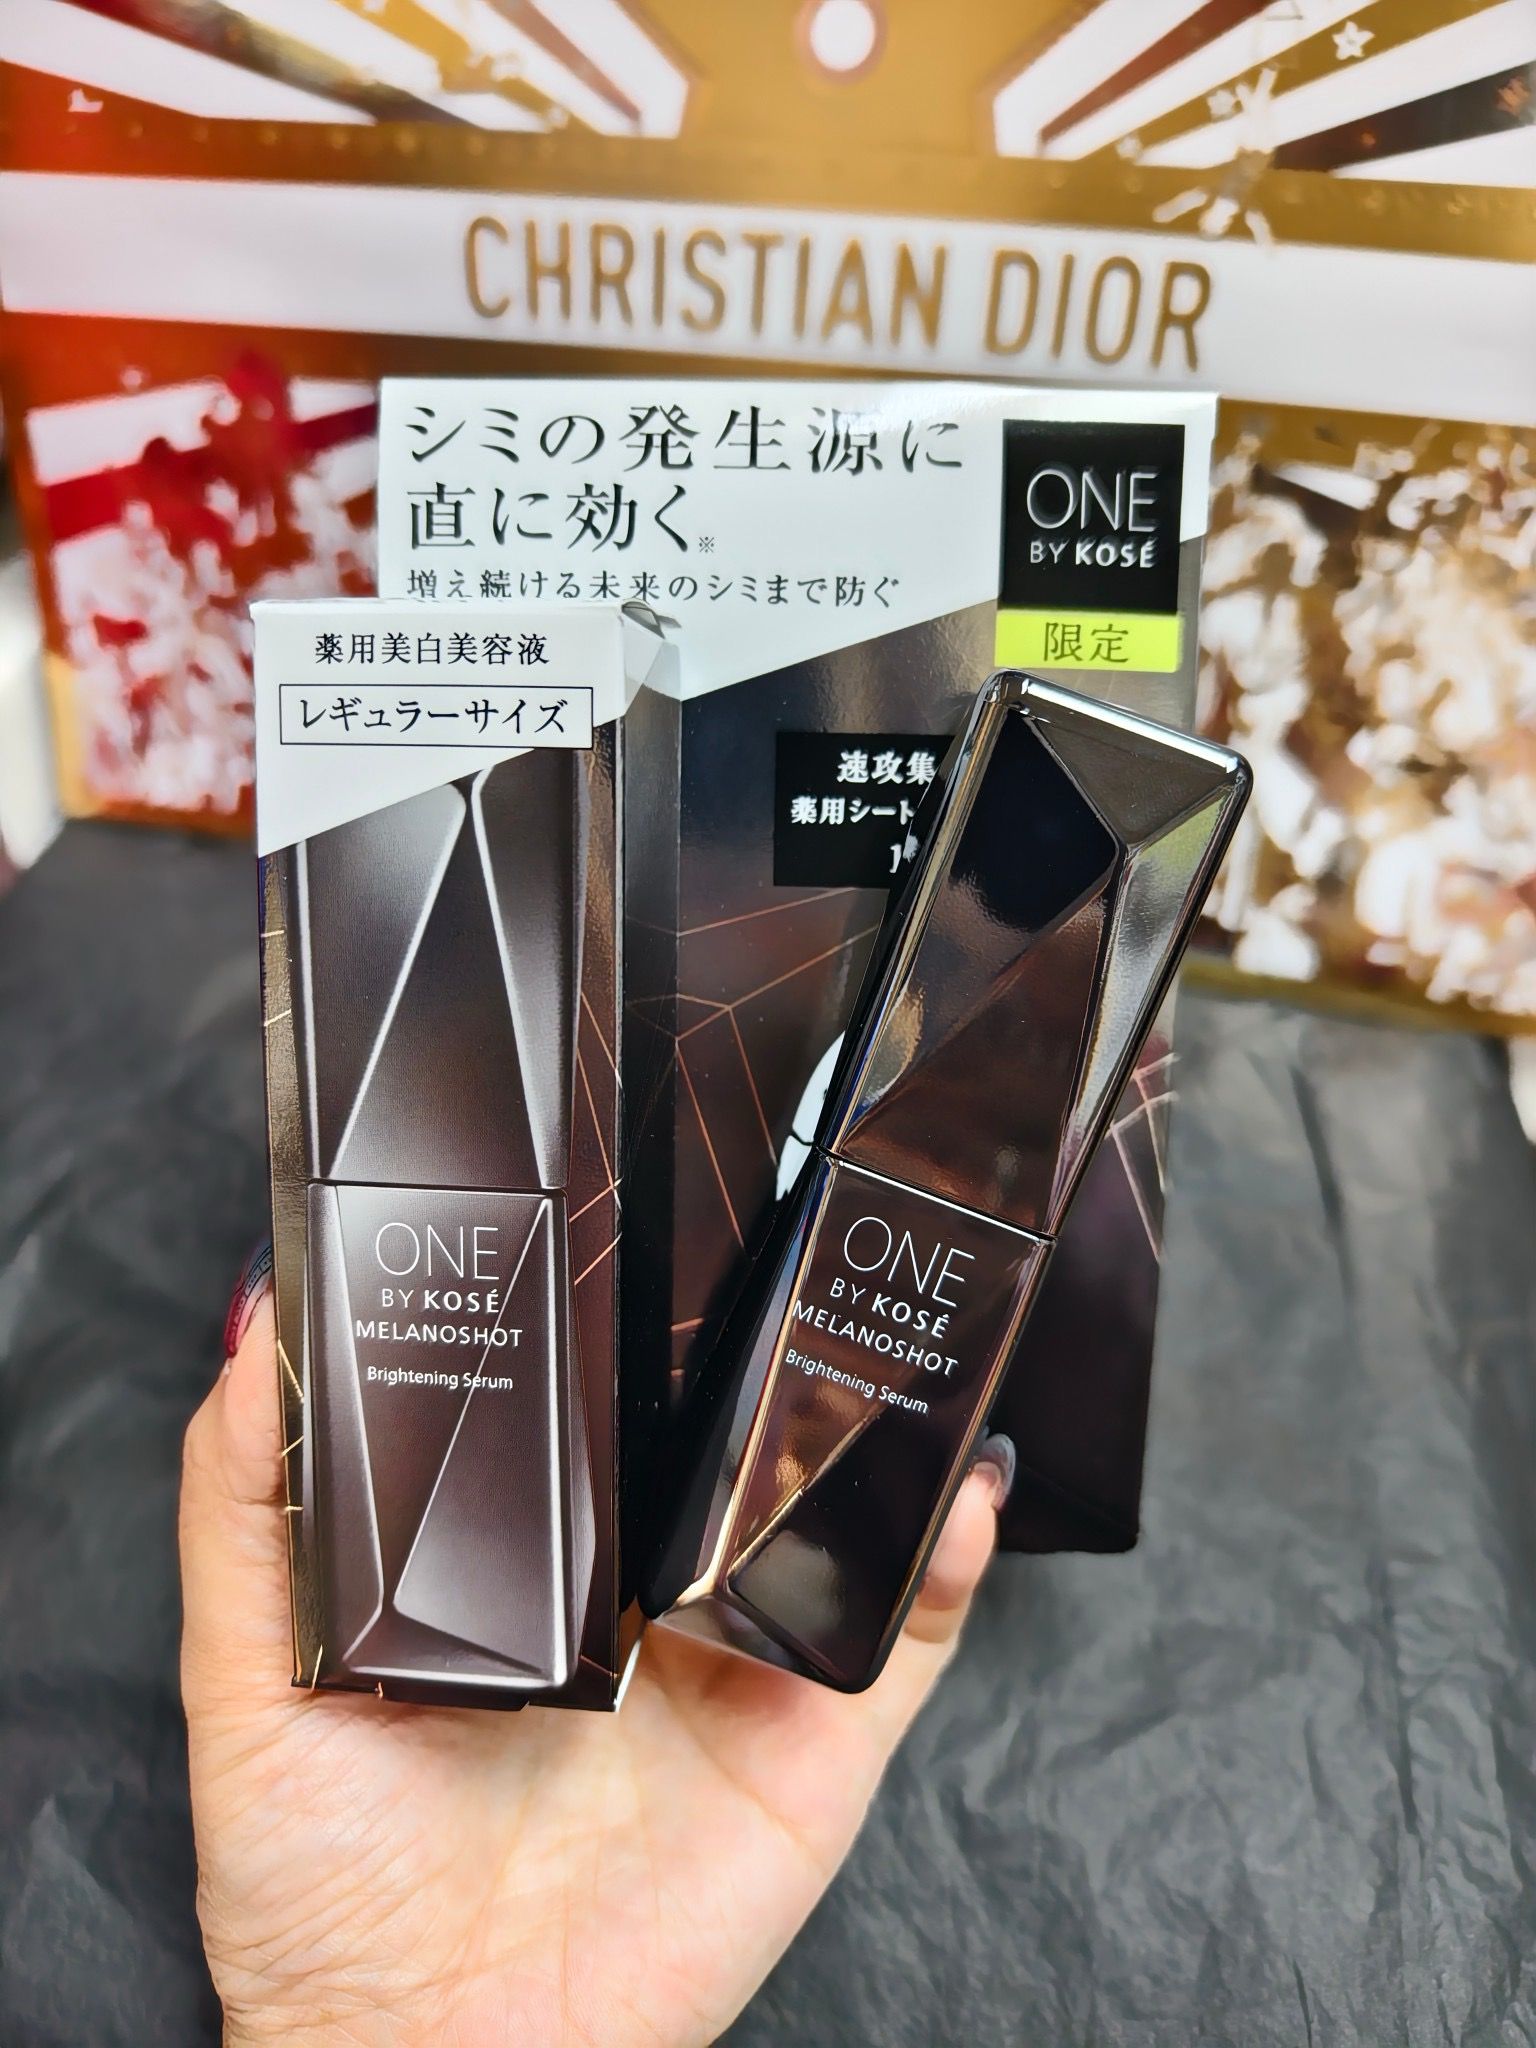 CHRISTIAN DIOR
シミの発生源に
直に効く※
増え続ける未来のシミまで防ぐ
ONE
BY KOSÉ
限定
薬用美白美容液
レギュラーサイズ
速攻集
薬用シート
ONE
BY KOSÉ
MELANOSHOT
Brightening Serum
ONE
BY KOSÉ
MELANOSHOT
Brightening Serum